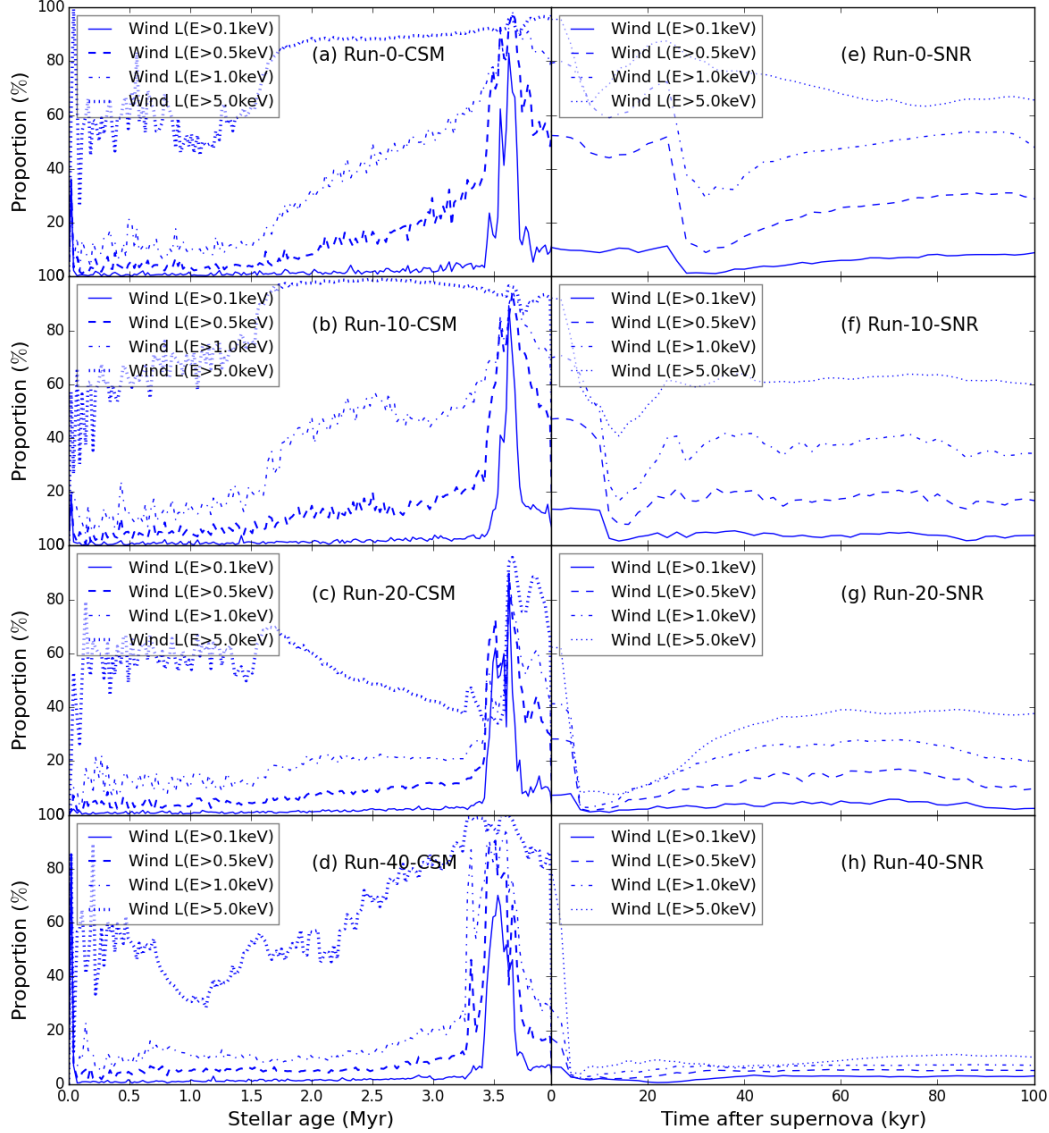 Proportion (%)
100
80
60
40
20
Wind L(E>0.1keV)
Wind L(E>0.5keV)
Wind L(E>1.0keV)
Wind L(E>5.0keV)
(a) Run-0-CSM
Wind L(E>0.1keV)
Wind L(E>0.5keV)
Wind L(E>1.0keV)
Wind L(E>5.0keV)
(e) Run-0-SNR
Proportion (%)
100
80
60
40
20
Wind L(E>0.1keV)
Wind L(E>0.5keV)
Wind L(E>1.0keV)
Wind L(E>5.0keV)
(b) Run-10-CSM
Wind L(E>0.1keV)
Wind L(E>0.5keV)
Wind L(E>1.0keV)
Wind L(E>5.0keV)
(f) Run-10-SNR
Proportion (%)
100
80
60
40
20
Wind L(E>0.1keV)
Wind L(E>0.5keV)
Wind L(E>1.0keV)
Wind L(E>5.0keV)
(c) Run-20-CSM
Wind L(E>0.1keV)
Wind L(E>0.5keV)
Wind L(E>1.0keV)
Wind L(E>5.0keV)
(g) Run-20-SNR
Proportion (%)
100
80
60
40
20
0
Wind L(E>0.1keV)
Wind L(E>0.5keV)
Wind L(E>1.0keV)
Wind L(E>5.0keV)
(d) Run-40-CSM
Wind L(E>0.1keV)
Wind L(E>0.5keV)
Wind L(E>1.0keV)
Wind L(E>5.0keV)
(h) Run-40-SNR
0.0 0.5 1.0 1.5 2.0 2.5 3.0 3.5
0 20 40 60 80 100
Stellar age (Myr)
Time after supernova (kyr)